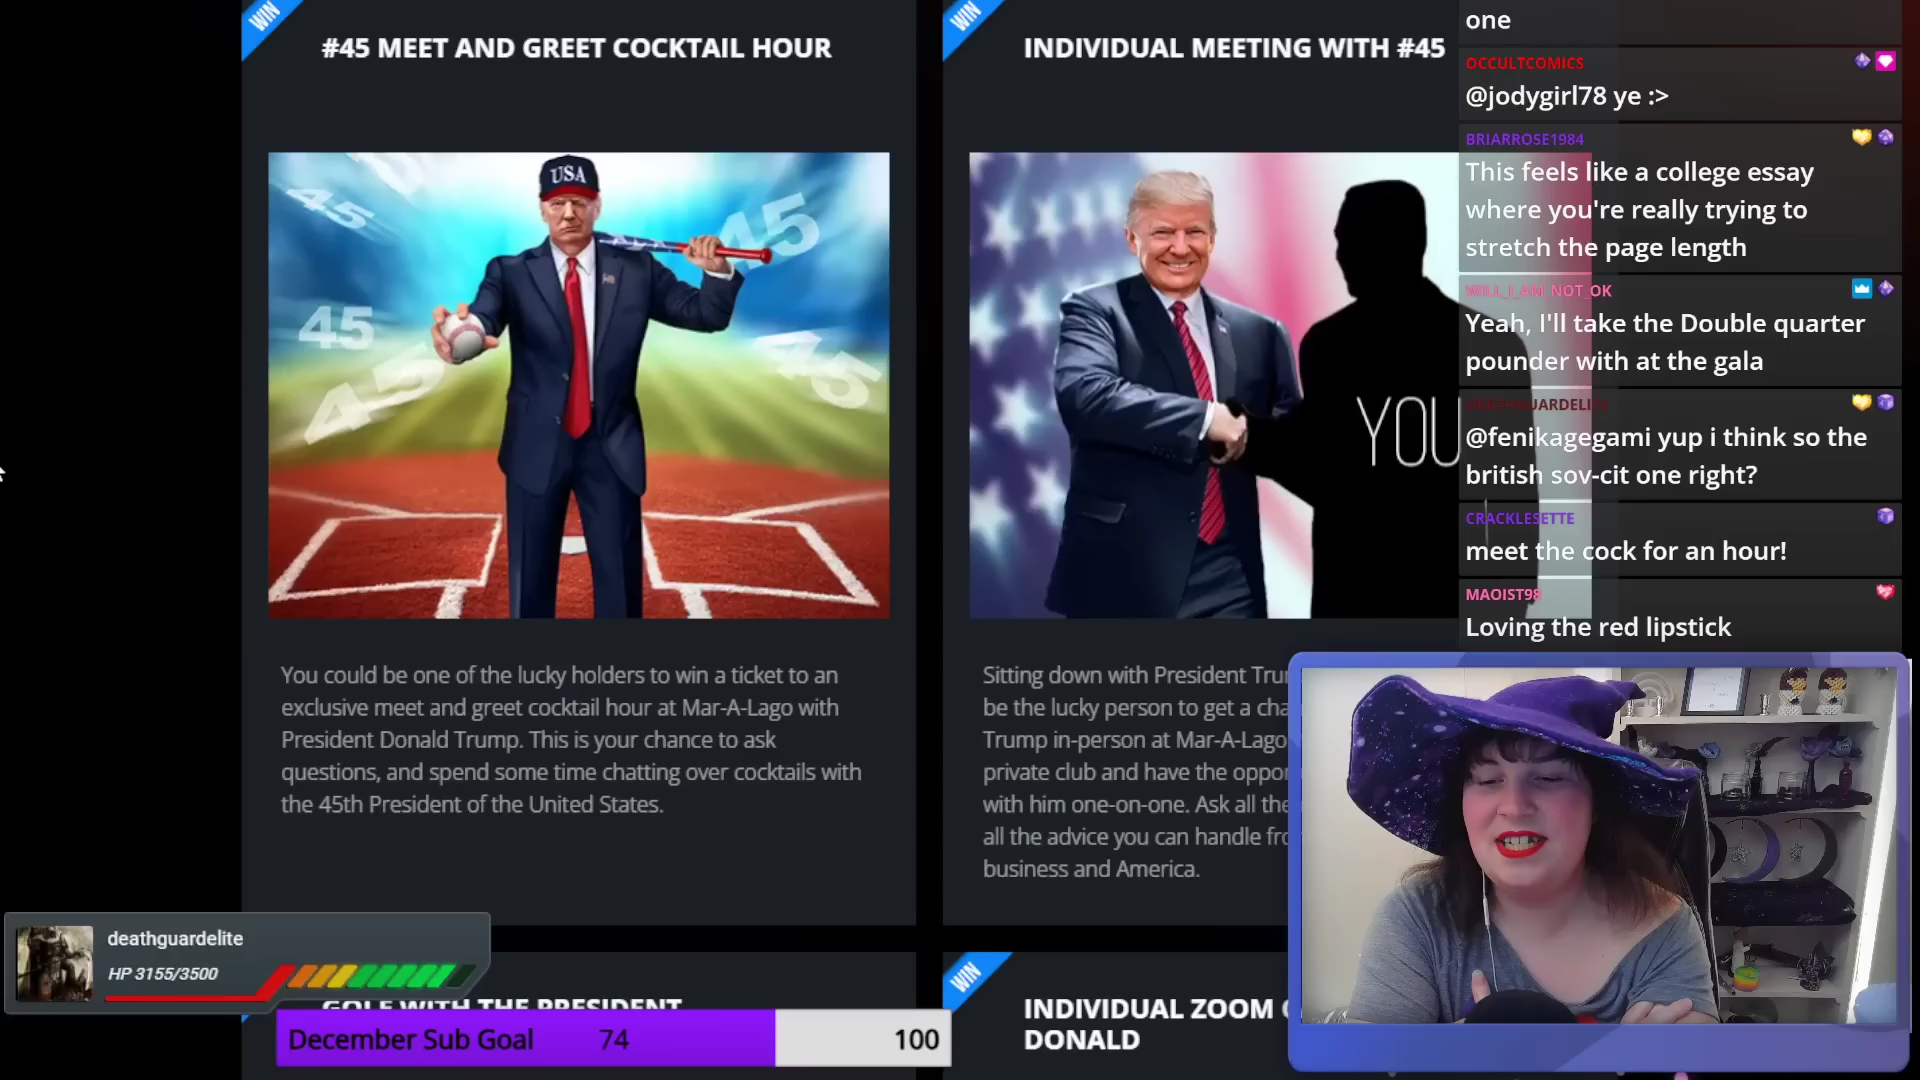 WIN
#45 MEET AND GREET COCKTAIL HOUR
USA
45
45
45
45
45
You could be one of the lucky holders to win a ticket to an
exclusive meet and greet cocktail hour at Mar-A-Lago with
President Donald Trump. This is your chance to ask
questions, and spend some time chatting over cocktails with
the 45th President of the United States.
WIN
INDIVIDUAL MEETING WITH #45
YOU
Sitting down with President
be the lucky person to get a
Trump in-person at Mar-A-Lago
private club and have the
with him one-on-one. Ask all
all the advice you can handle
business and America.
GOLF WITH THE PRESIDENT
WIN
INDIVIDUAL ZOOM
DONALD
one
OCCULTCOMICS
@jodygirl78 ye :>
BRIARROSE1984
This feels like a college essay
where you're really trying to
stretch the page length
WILL_I_AM_NOT_OK
Yeah, I'll take the Double quarter
pounder with at the gala
DEATHGUARDELITE
@fenikagegami yup i think so the
british sov-cit one right?
CRACKLESETTE
meet the cock for an hour!
MAOIST98
Loving the red lipstick
deathguardelite
HP 3155/3500
December Sub Goal 74 100